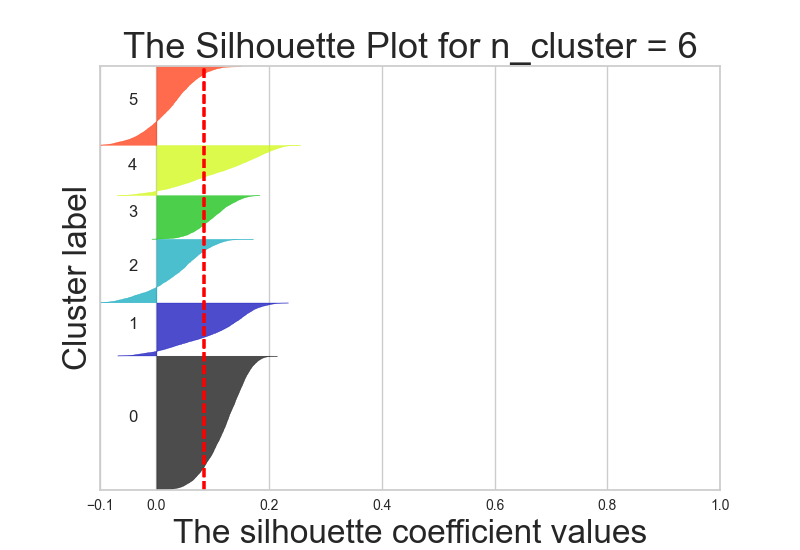 The Silhouette Plot for n_cluster = 6
Cluster label
5
4
3
2
1
0
−0.1 0.0 0.2 0.4 0.6 0.8 1.0
The silhouette coefficient values